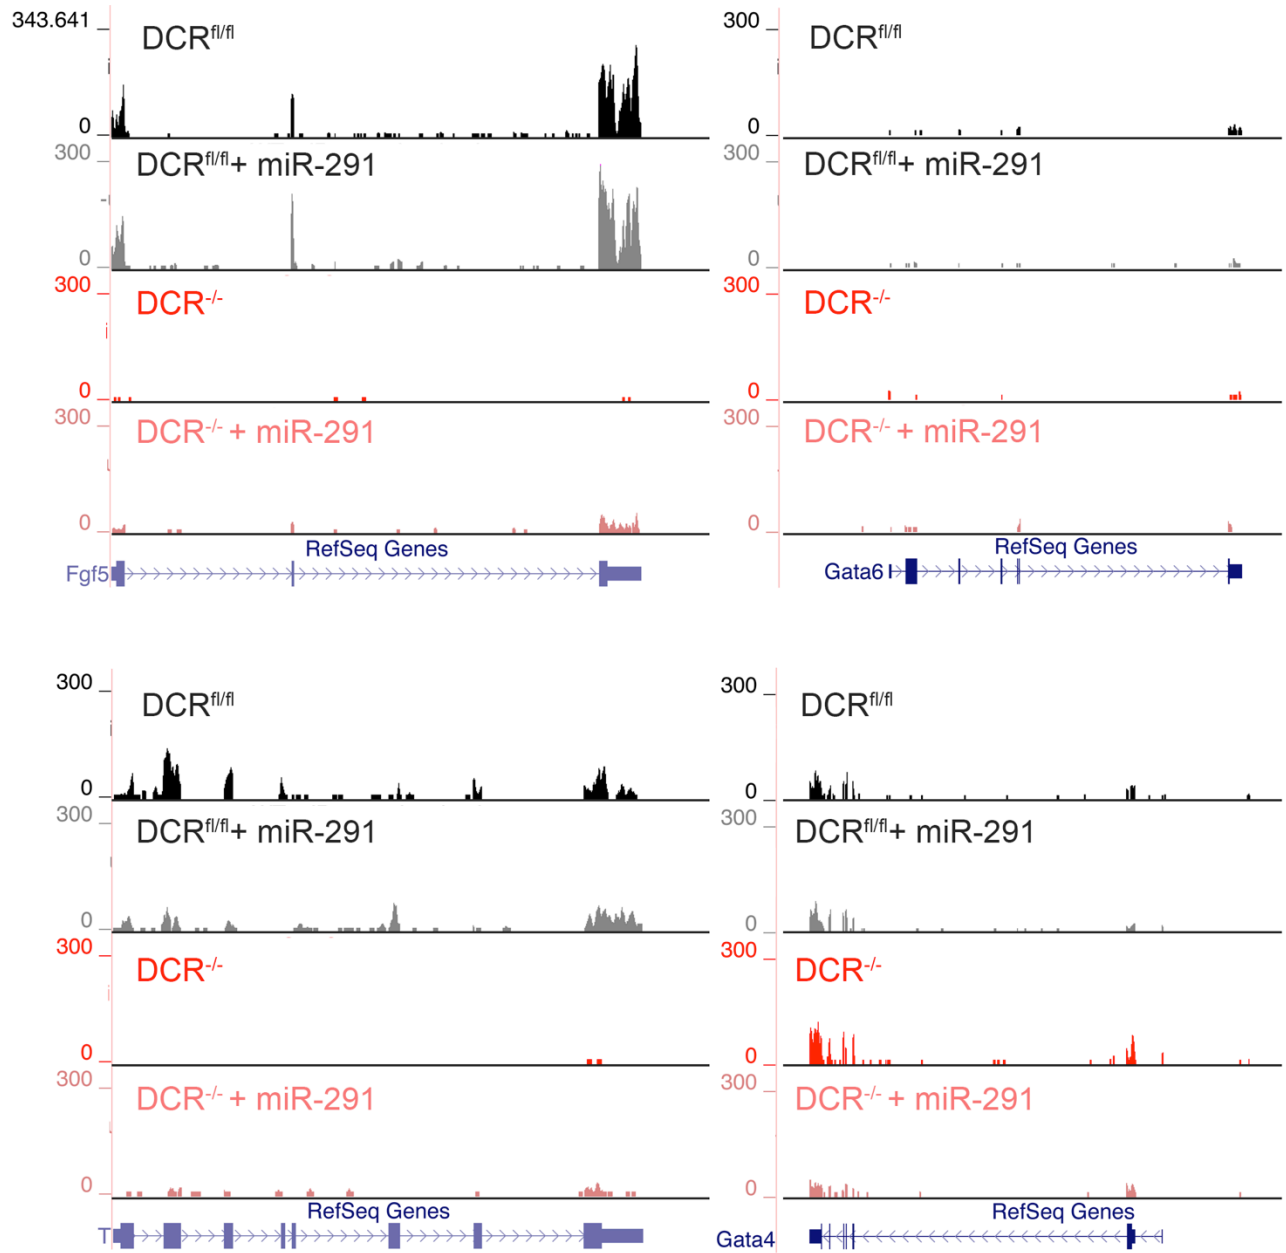 343.641
DCRfl/fl
0
300
DCRfl/fl+ miR-291
0
300
DCR-/-
0
300
DCR-/- + miR-291
0
RefSeq Genes
Fgf5
300
DCRfl/fl
0
300
DCRfl/fl+ miR-291
0
300
DCR-/-
0
300
DCR-/- + miR-291
0
RefSeq Genes
Gata6
300
DCRfl/fl
0
300
DCRfl/fl+ miR-291
0
300
DCR-/-
0
300
DCR-/- + miR-291
0
RefSeq Genes
T
300
DCRfl/fl
0
300
DCRfl/fl+ miR-291
0
300
DCR-/-
0
300
DCR-/- + miR-291
0
RefSeq Genes
Gata4